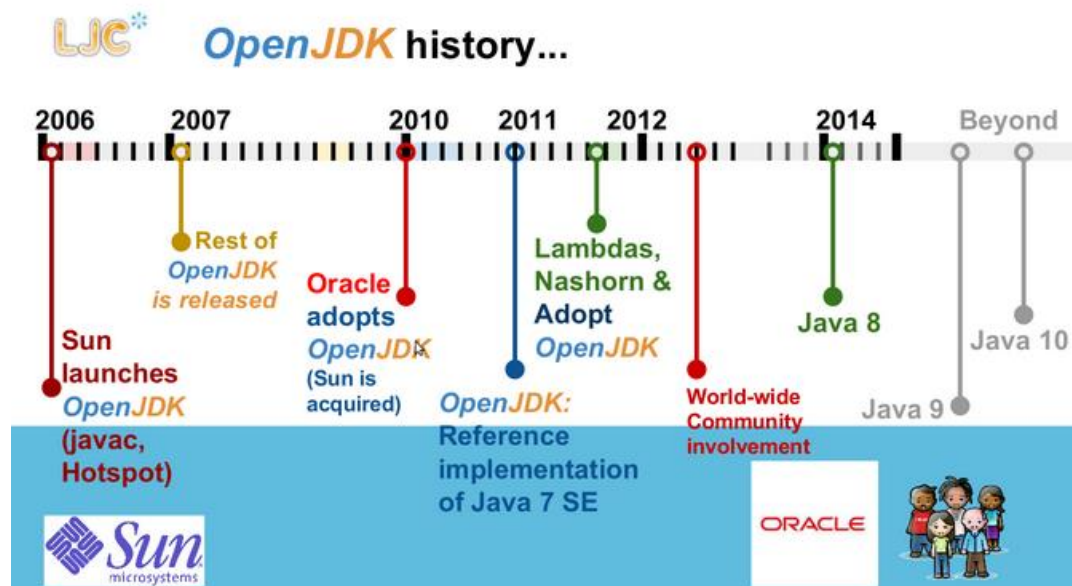 LJC
OpenJDK history...
2006
2007
2010
2011
2012
2014
Beyond
Sun
launches
OpenJDK
(javac,
Hotspot)
Rest of
OpenJDK
is released
Oracle
adopts
OpenJDK
(Sun is
acquired)
OpenJDK:
Reference
implementation
of Java 7 SE
Lambdas,
Nashorn &
Adopt
OpenJDK
World-wide
Community
involvement
Java 8
Java 9
Java 10
Sun
microsystems
ORACLE